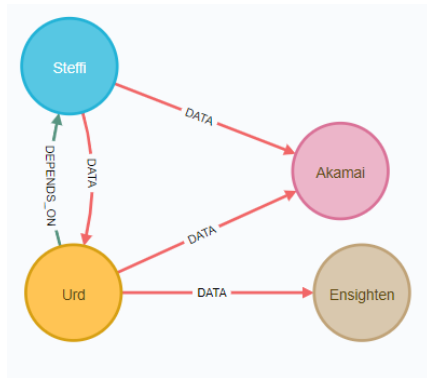 Steffi
DATA
Akamai
DEPENDS_ON
DATA
DATA
Urd
DATA
Ensighten